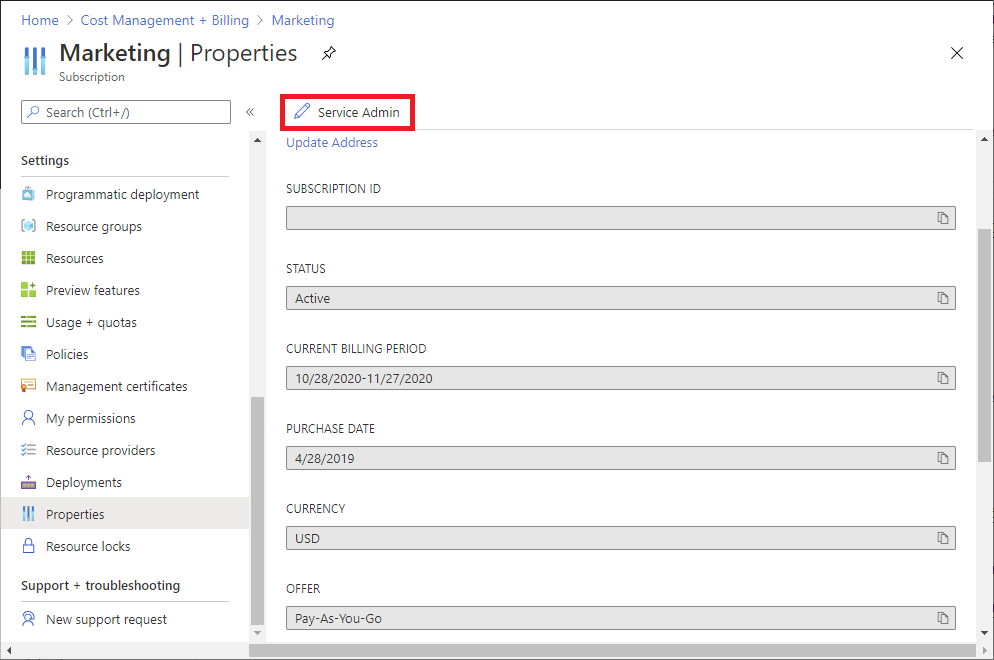 Home > Cost Management + Billing > Marketing
Marketing | Properties
Subscription
Search (Ctrl+/)
«
Settings
Programmatic deployment
Resource groups
Resources
Preview features
Usage + quotas
Policies
Management certificates
My permissions
Resource providers
Deployments
Properties
Resource locks
Support + troubleshooting
New support request
Service Admin
Update Address
SUBSCRIPTION ID
STATUS
Active
CURRENT BILLING PERIOD
10/28/2020-11/27/2020
PURCHASE DATE
4/28/2019
CURRENCY
USD
OFFER
Pay-As-You-Go